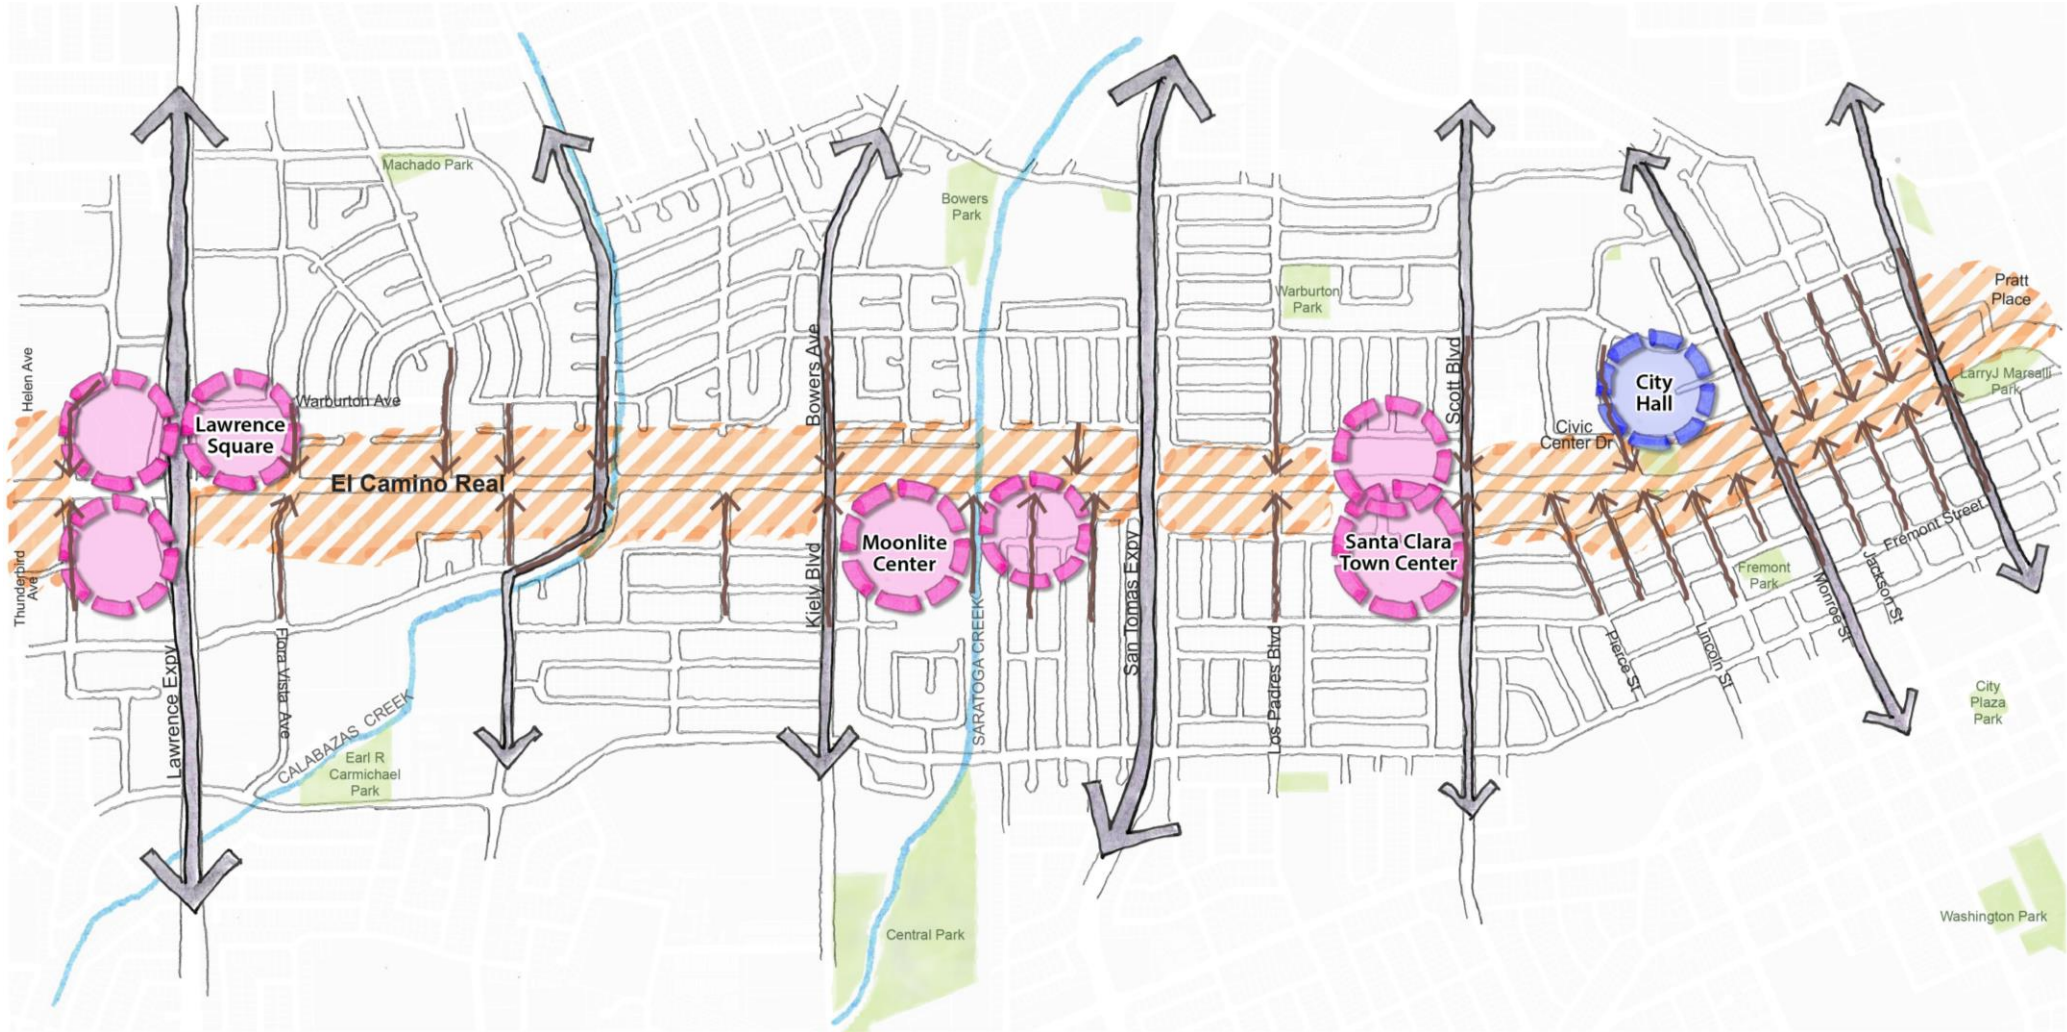 Machado Park
Bowers
Park
Warburton
Park
Pratt
Place
Helen Ave
Lawrence
Square
Warburton Ave
Bowers Ave
Scott Blvd
City
Hall
Civic
Center Dr
LarryJ Marsalli
Park
El Camino Real
Moonlite
Center
Santa Clara
Town Center
Thunderbird
Ave
Kiely Blvd
San Tomas Expy
Fremont Street
Fremont
Park
Lawrence Expy
Flora Vista Ave
CALABAZAS CREEK
SARATOGA CREEK
Los Padres Blvd
Pierce St
Lincoln St
Monroe St
Jackson St
City
Plaza
Park
Earl R
Carmichael
Park
Central Park
Washington Park